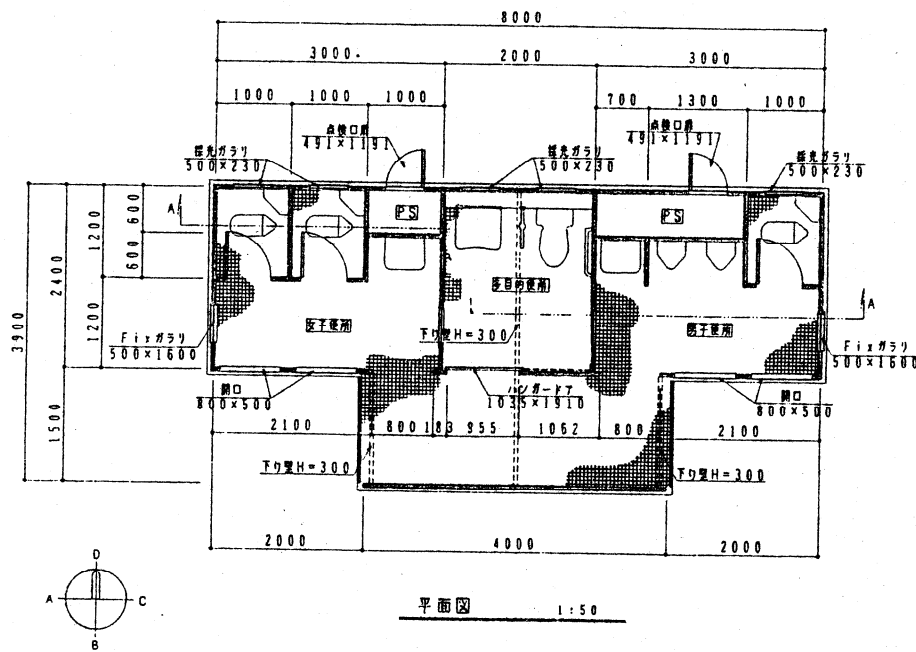 8000
3000
2000
3000
1000
1000
1000
700
1300
1000
点検口扉
491×1191
点検口扉
491×1191
採光ガラリ
500×230
採光ガラリ
500×230
採光ガラリ
500×230
A
PS
PS
3900
2400
1500
1200
1200
600
600
多目的便所
女子便所
下り壁H=300
男子便所
A
Fixガラリ
500×1600
Fixガラリ
500×1600
開口
800×500
ハンガードア
1035×1910
開口
800×500
2100
800
183
955
1062
800
2100
下り壁H=300
下り壁H=300
2000
4000
2000
D
A
C
B
平面図 1:50